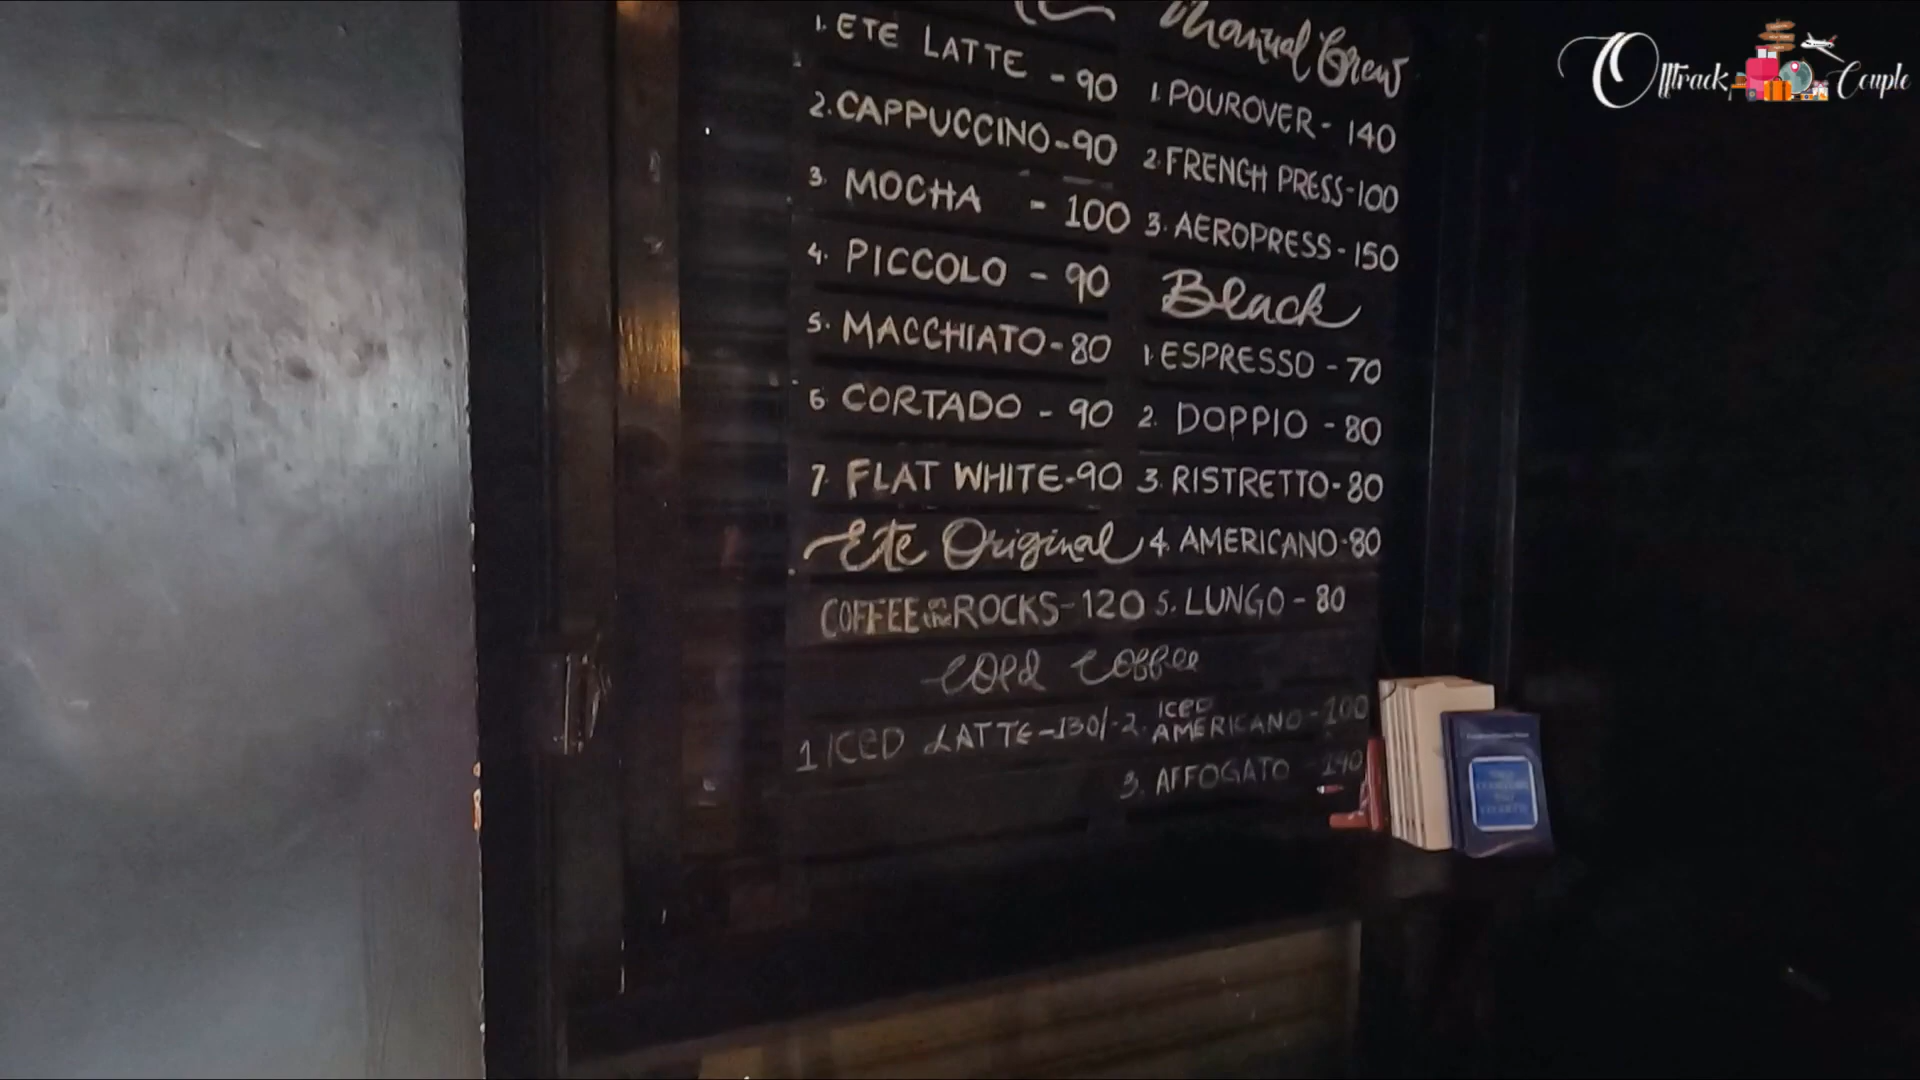 Manual Brew
1. ETE LATTE - 90
2. CAPPUCCINO - 90
3. MOCHA - 100
4. PICCOLO - 90
5. MACCHIATO - 80
6 CORTADO - 90
7. FLAT WHITE - 90
Ete Original
COFFEE on the ROCKS - 120
1. POUROVER - 140
2. FRENCH PRESS - 100
3. AEROPRESS - 150
Black
1. ESPRESSO - 70
2. DOPPIO - 80
3. RISTRETTO - 80
4. AMERICANO - 80
5. LUNGO - 80
Cold Coffee
1 ICED LATTE - 130/-
2. ICED AMERICANO - 100
3. AFFOGATO - 140
Offtrack Couple